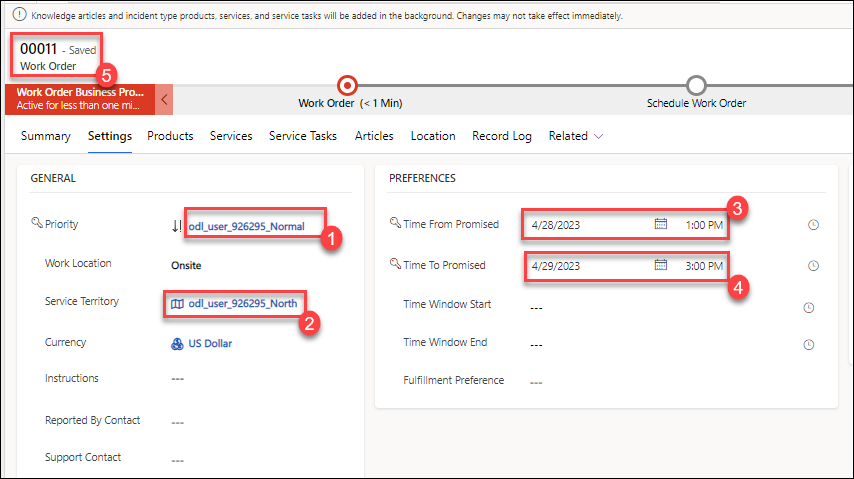 Knowledge articles and incident type products, services, and service tasks will be added in the background. Changes may not take effect immediately.
00011 - Saved
Work Order
5
Work Order Business Pro...
Active for less than one mi...
Work Order (< 1 Min)
Schedule Work Order
Summary Settings Products Services Service Tasks Articles Location Record Log Related
GENERAL
Priority odl_user_926295_Normal
1
Work Location Onsite
Service Territory odl_user_926295_North
2
Currency US Dollar
Instructions ---
Reported By Contact ---
Support Contact ---
PREFERENCES
Time From Promised 4/28/2023 1:00 PM
3
Time To Promised 4/29/2023 3:00 PM
4
Time Window Start ---
Time Window End ---
Fulfillment Preference ---